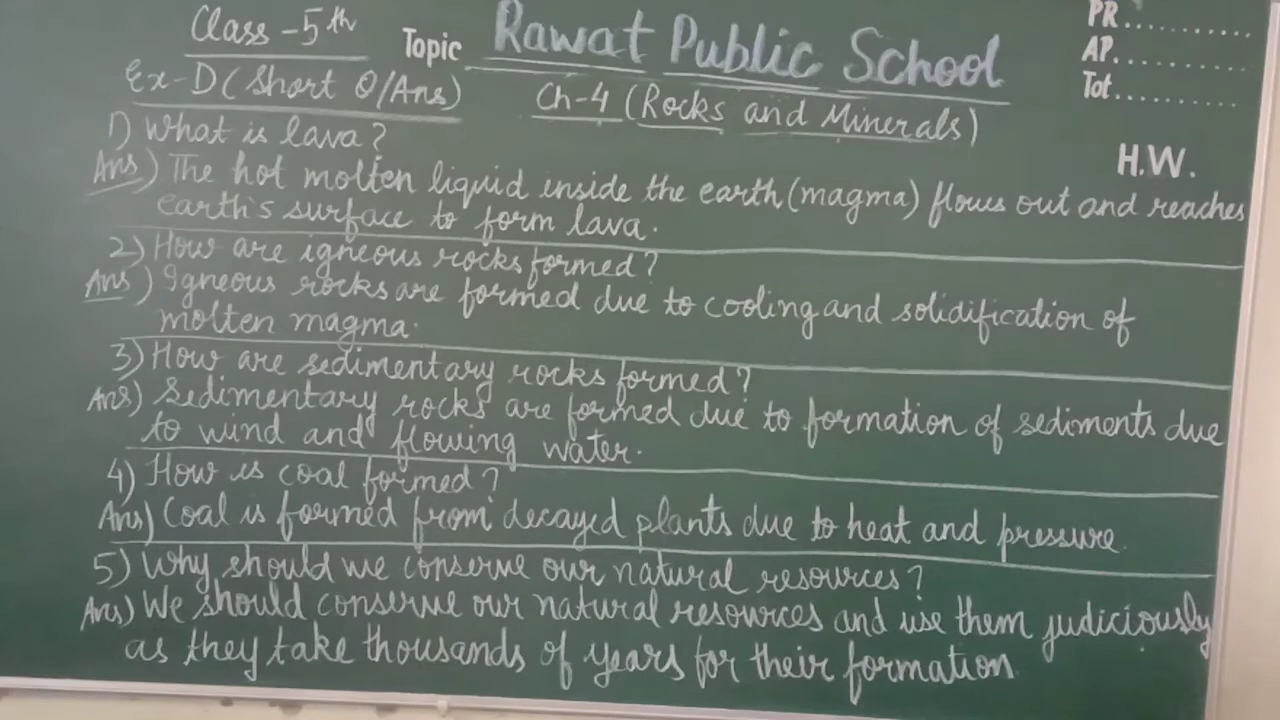 Class -5th
Topic Rawat Public School
PR..............
AP..............
Tot..............
Ex-D (Short Q/Ans)
Ch-4 (Rocks and Minerals)
H.W.
1) What is lava?
Ans) The hot molten liquid inside the earth (magma) flows out and reaches
earth's surface to form lava.
2) How are igneous rocks formed?
Ans) Igneous rocks are formed due to cooling and solidification of
molten magma.
3) How are sedimentary rocks formed?
Ans) Sedimentary rocks are formed due to formation of sediments due
to wind and flowing water.
4) How is coal formed?
Ans) Coal is formed from decayed plants due to heat and pressure.
5) Why should we conserve our natural resources?
Ans) We should conserve our natural resources and use them judiciously
as they take thousands of years for their formation.